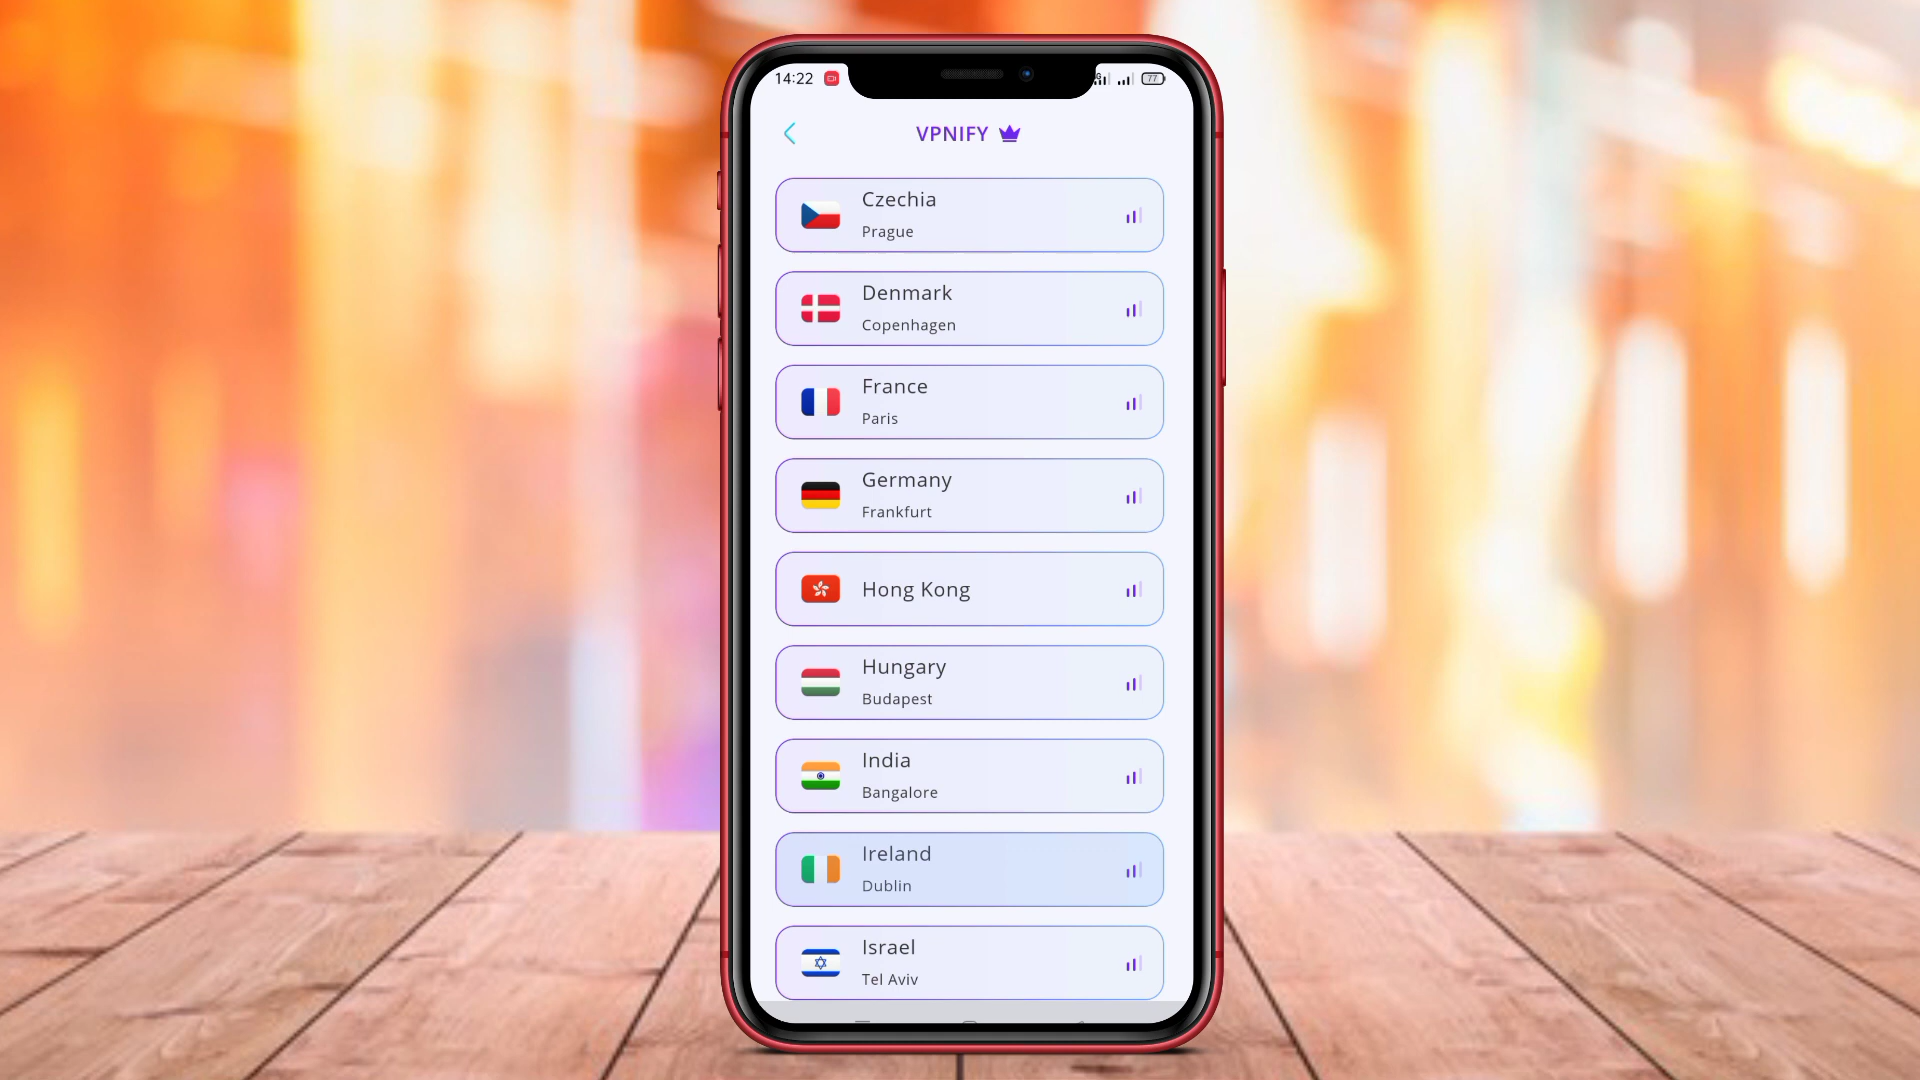 14:22
77
VPNIFY
Czechia
Prague
Denmark
Copenhagen
France
Paris
Germany
Frankfurt
Hong Kong
Hungary
Budapest
India
Bangalore
Ireland
Dublin
Israel
Tel Aviv